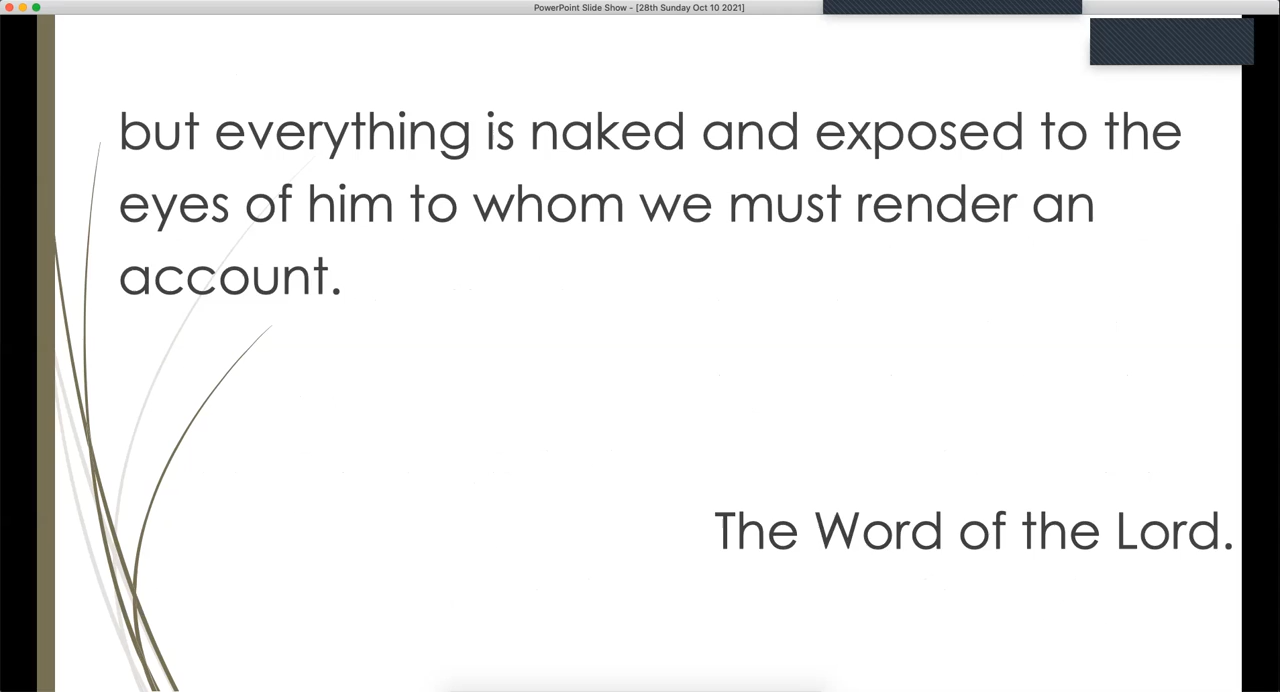 PowerPoint Slide Show - [28th Sunday Oct 10 2021]
but everything is naked and exposed to the
eyes of him to whom we must render an
account.
The Word of the Lord.